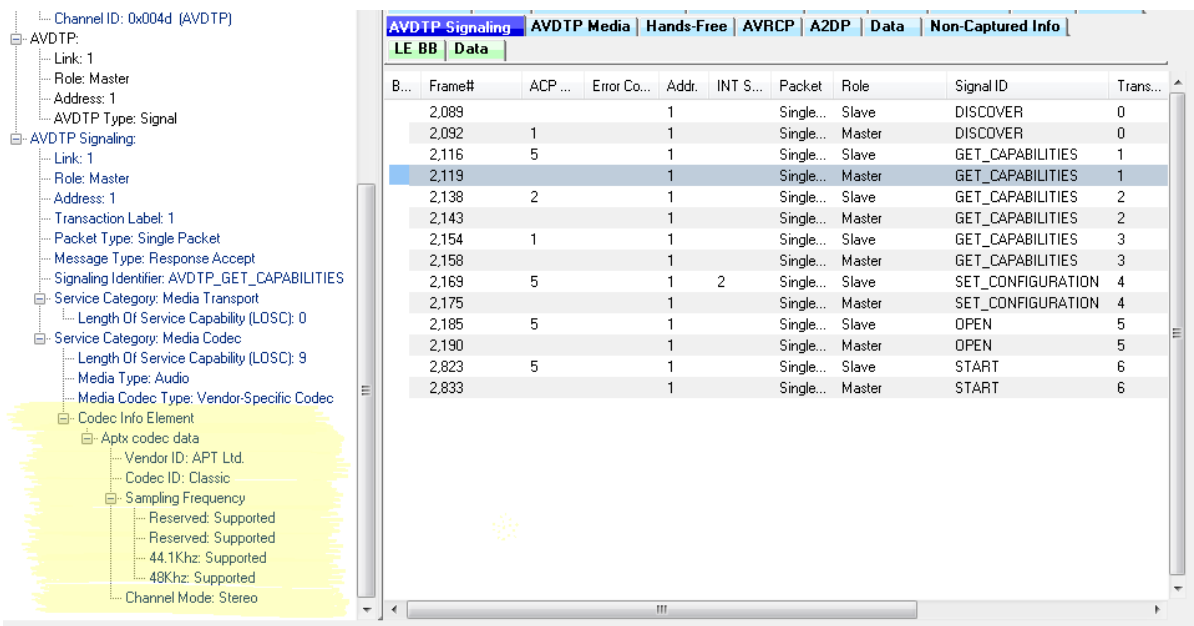 Channel ID: 0x004d (AVDTP)
AVDTP:
Link: 1
Role: Master
Address: 1
AVDTP Type: Signal
AVDTP Signaling:
Link: 1
Role: Master
Address: 1
Transaction Label: 1
Packet Type: Single Packet
Message Type: Response Accept
Signaling Identifier: AVDTP_GET_CAPABILITIES
Service Category: Media Transport
Length Of Service Capability (LOSC): 0
Service Category: Media Codec
Length Of Service Capability (LOSC): 9
Media Type: Audio
Media Codec Type: Vendor-Specific Codec
Codec Info Element
Aptx codec data
Vendor ID: APT Ltd.
Codec ID: Classic
Sampling Frequency
Reserved: Supported
Reserved: Supported
44.1Khz: Supported
48Khz: Supported
Channel Mode: Stereo
AVDTP Signaling AVDTP Media Hands-Free AVRCP A2DP Data Non-Captured Info
LE BB Data
B... Frame# ACP ... Error Co... Addr. INT S... Packet Role Signal ID Trans...
2,089 1 Single... Slave DISCOVER 0
2,092 1 1 Single... Master DISCOVER 0
2,116 5 1 Single... Slave GET_CAPABILITIES 1
2,119 1 Single... Master GET_CAPABILITIES 1
2,138 2 1 Single... Slave GET_CAPABILITIES 2
2,143 1 Single... Master GET_CAPABILITIES 2
2,154 1 1 Single... Slave GET_CAPABILITIES 3
2,158 1 Single... Master GET_CAPABILITIES 3
2,169 5 1 2 Single... Slave SET_CONFIGURATION 4
2,175 1 Single... Master SET_CONFIGURATION 4
2,185 5 1 Single... Slave OPEN 5
2,190 1 Single... Master OPEN 5
2,823 5 1 Single... Slave START 6
2,833 1 Single... Master START 6